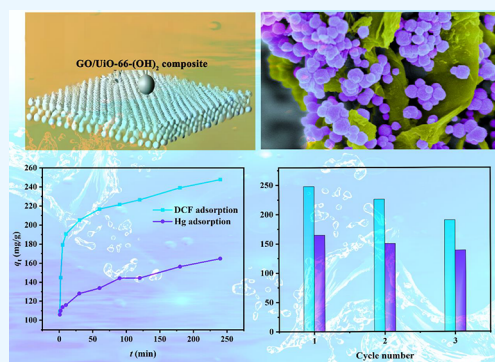 GO/UiO-66-(OH)₂ composite
260
240
220
200
180
160
140
120
100
qₜ (mg/g)
DCF adsorption
Hg adsorption
0 50 100 150 200 250
t (min)
250
200
150
100
50
0
1 2 3
Cycle number